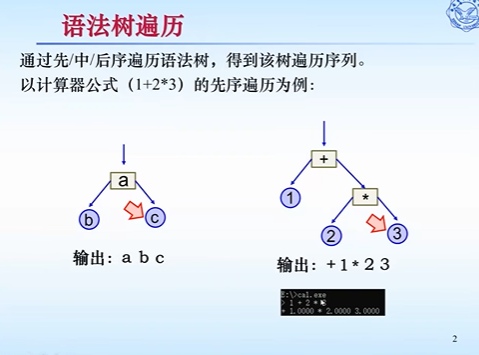 语法树遍历
通过先/中/后序遍历语法树，得到该树遍历序列。
以计算器公式（1+2*3）的先序遍历为例：
a
b
c
输出：a b c
+
1
*
2
3
输出：+ 1 * 2 3
E:\>cal.exe
> 1 + 2 * 3
+ 1.0000 * 2.0000 3.0000
2